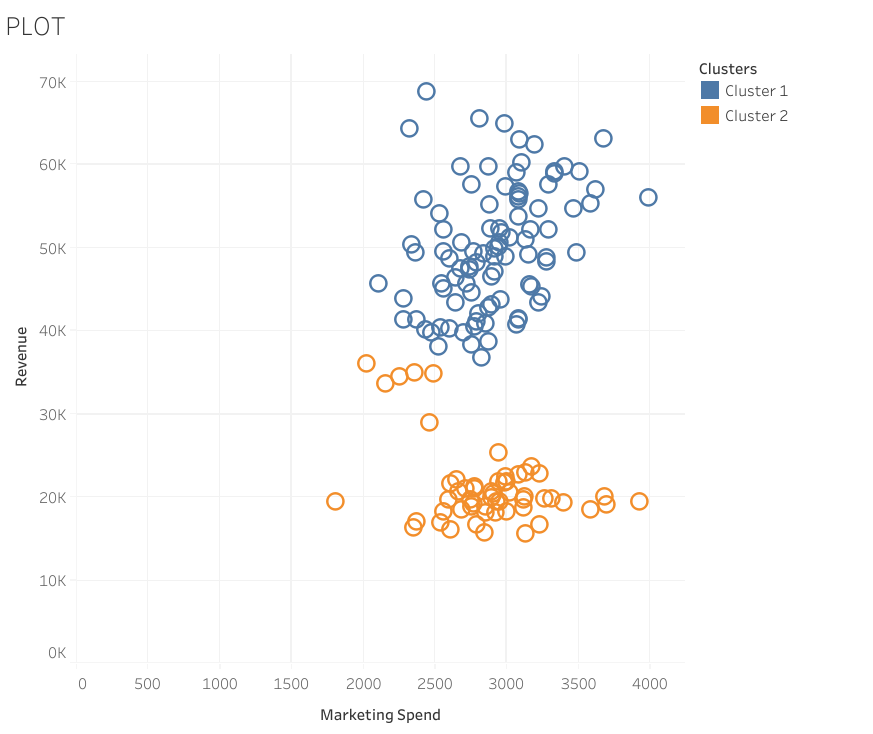 PLOT
Clusters
Cluster 1
Cluster 2
70K
60K
50K
40K
30K
20K
10K
0K
Revenue
0 500 1000 1500 2000 2500 3000 3500 4000
Marketing Spend